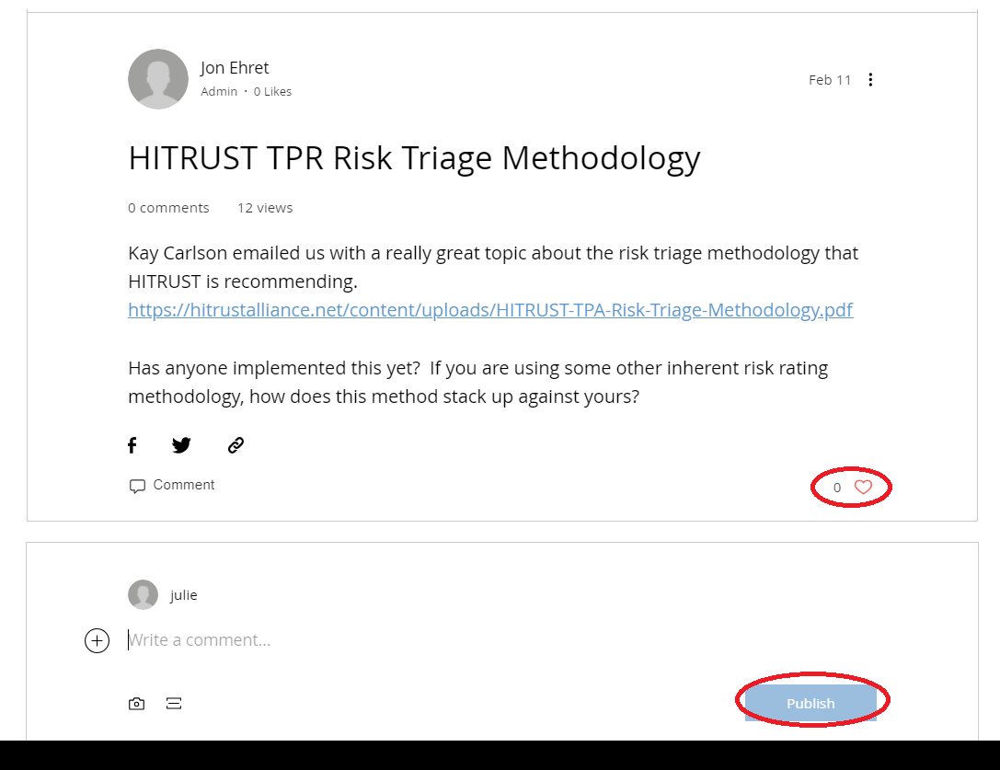 Jon Ehret
Admin · 0 Likes
Feb 11
HITRUST TPR Risk Triage Methodology
0 comments 12 views
Kay Carlson emailed us with a really great topic about the risk triage methodology that
HITRUST is recommending.
https://hitrustalliance.net/content/uploads/HITRUST-TPA-Risk-Triage-Methodology.pdf
Has anyone implemented this yet?  If you are using some other inherent risk rating
methodology, how does this method stack up against yours?
Comment
0
julie
Write a comment...
Publish